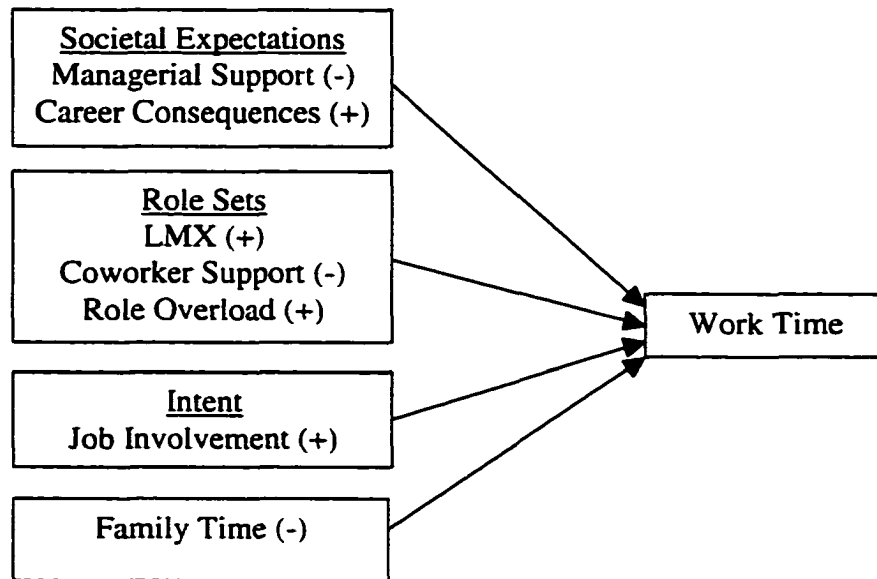 Societal Expectations
Managerial Support (-)
Career Consequences (+)
Role Sets
LMX (+)
Coworker Support (-)
Role Overload (+)
Work Time
Intent
Job Involvement (+)
Family Time (-)